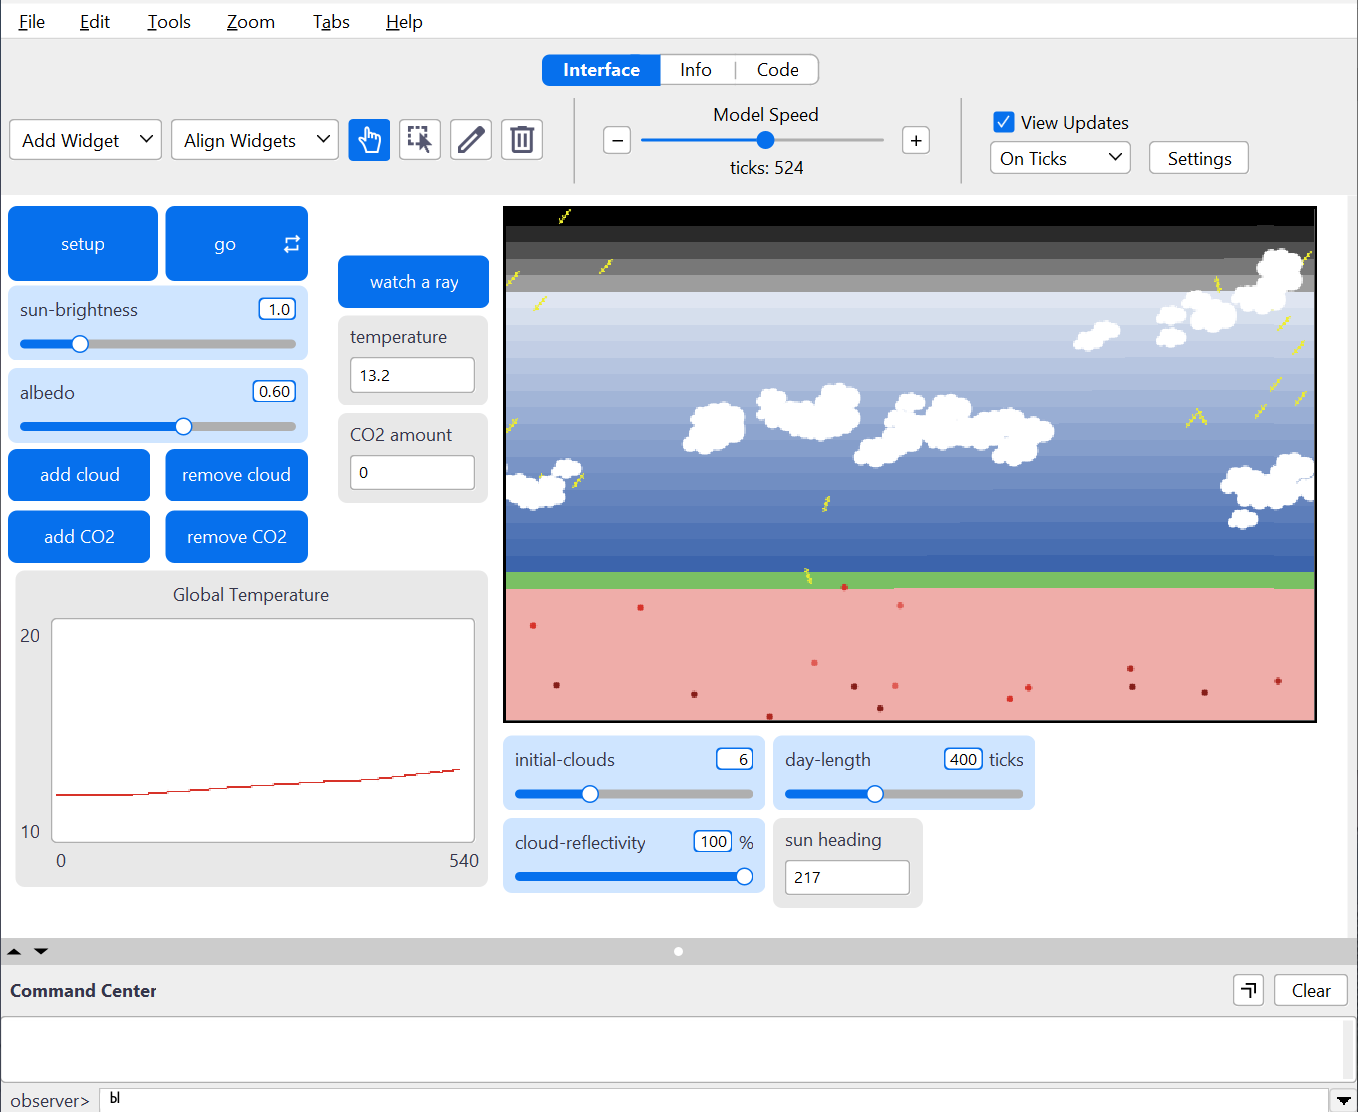 File Edit Tools Zoom Tabs Help
Interface Info Code
Add Widget Align Widgets
Model Speed
ticks: 524
View Updates
On Ticks Settings
setup go
sun-brightness 1.0
albedo 0.60
add cloud remove cloud
add CO2 remove CO2
watch a ray
temperature
13.2
CO2 amount
0
Global Temperature
20
10
0 540
initial-clouds 6
day-length 400 ticks
cloud-reflectivity 100 %
sun heading
217
Command Center Clear
observer> bl